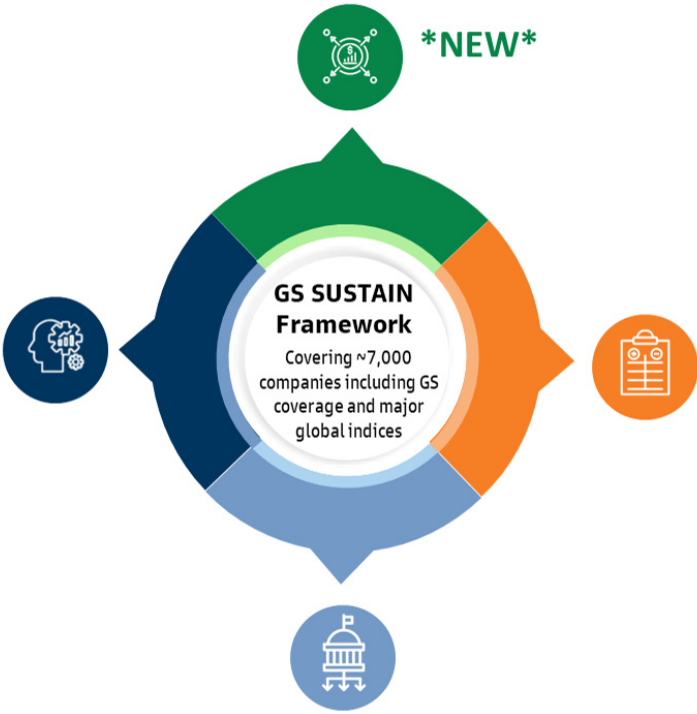 *NEW*
GS SUSTAIN
Framework
Covering ~7,000
companies including GS
coverage and major
global indices
$